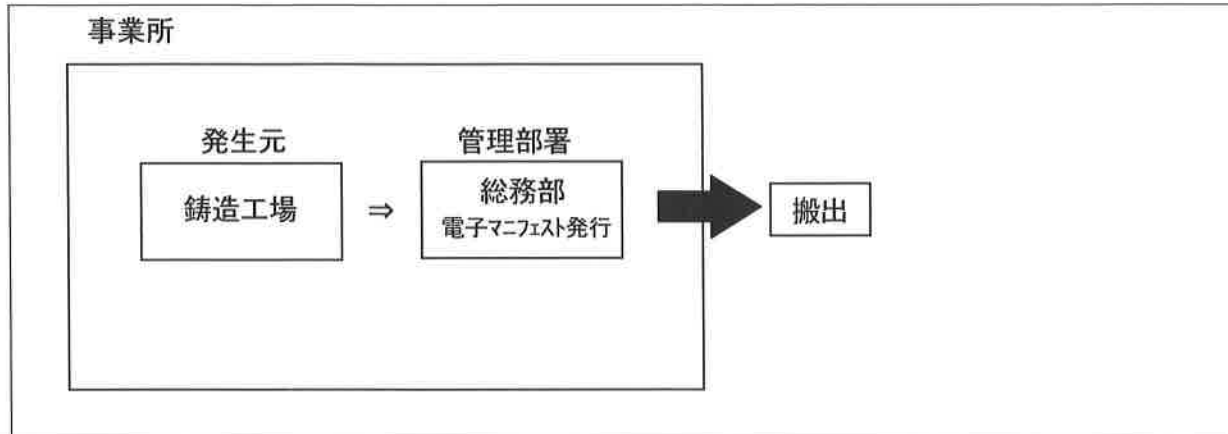 事業所
発生元
管理部署
鋳造工場
⇒
総務部
電子マニフェスト発行
搬出